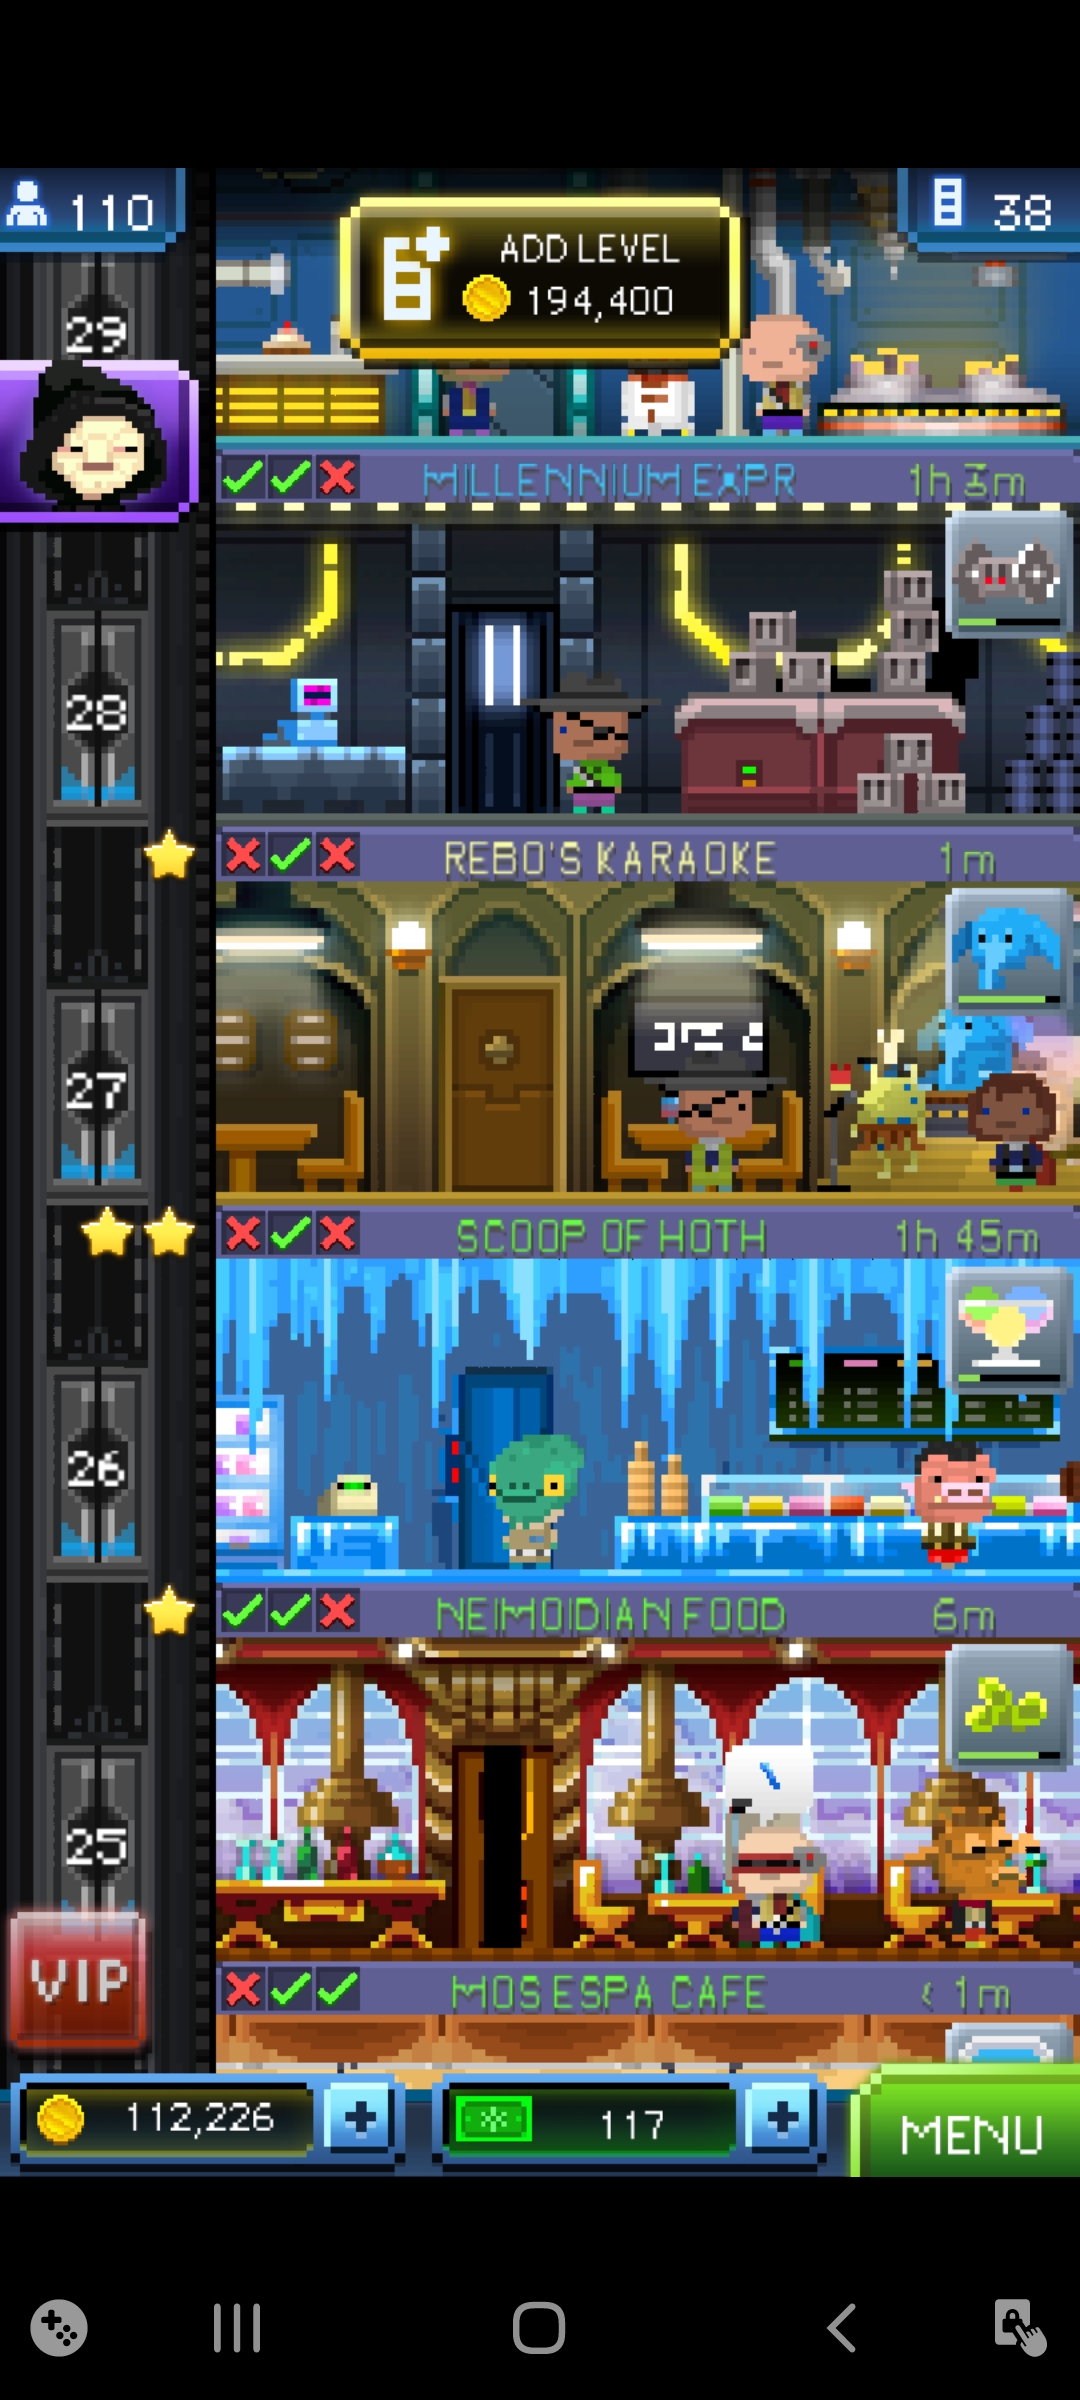 110
38
ADD LEVEL
194,400
29
MILLENNIUM EXPR
1h 3m
28
REBO'S KARAOKE
1m
27
SCOOP OF HOTH
1h 45m
26
NEIMOIDIAN FOOD
6m
25
VIP
MOS ESPA CAFE
< 1m
112,226
117
MENU